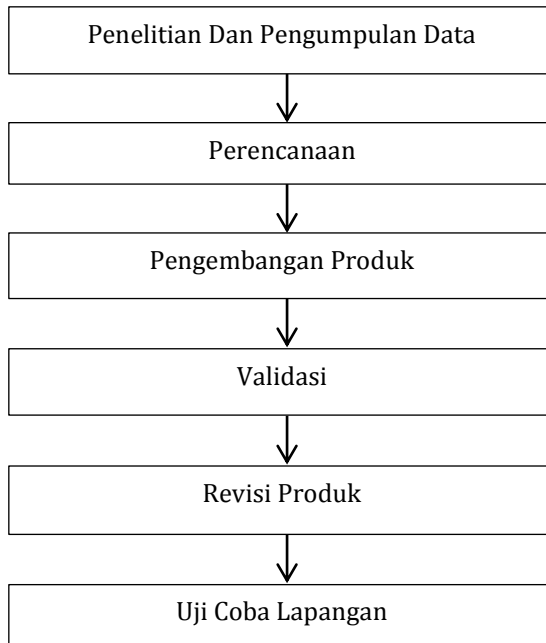 Penelitian Dan Pengumpulan Data
Perencanaan
Pengembangan Produk
Validasi
Revisi Produk
Uji Coba Lapangan